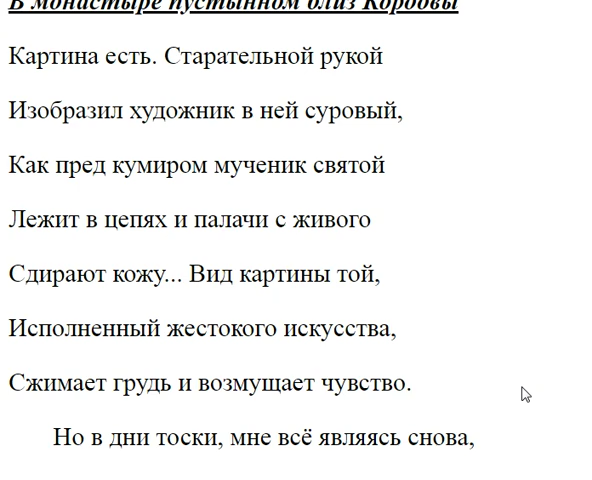 В монастыре пустынном близ Кордовы
Картина есть. Старательной рукой
Изобразил художник в ней суровый,
Как пред кумиром мученик святой
Лежит в цепях и палачи с живого
Сдирают кожу... Вид картины той,
Исполненный жестокого искусства,
Сжимает грудь и возмущает чувство.
Но в дни тоски, мне всё являясь снова,